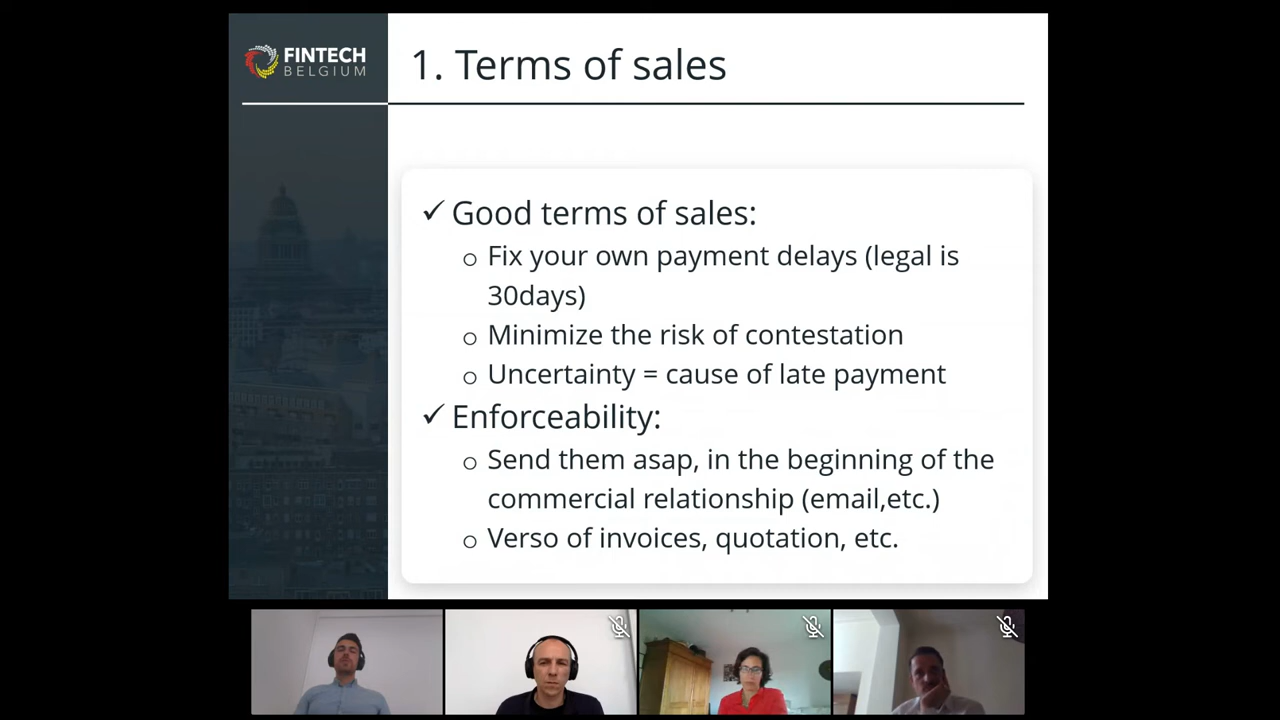 FINTECH
BELGIUM
1. Terms of sales
✓ Good terms of sales:
o Fix your own payment delays (legal is
30days)
o Minimize the risk of contestation
o Uncertainty = cause of late payment
✓ Enforceability:
o Send them asap, in the beginning of the
commercial relationship (email,etc.)
o Verso of invoices, quotation, etc.